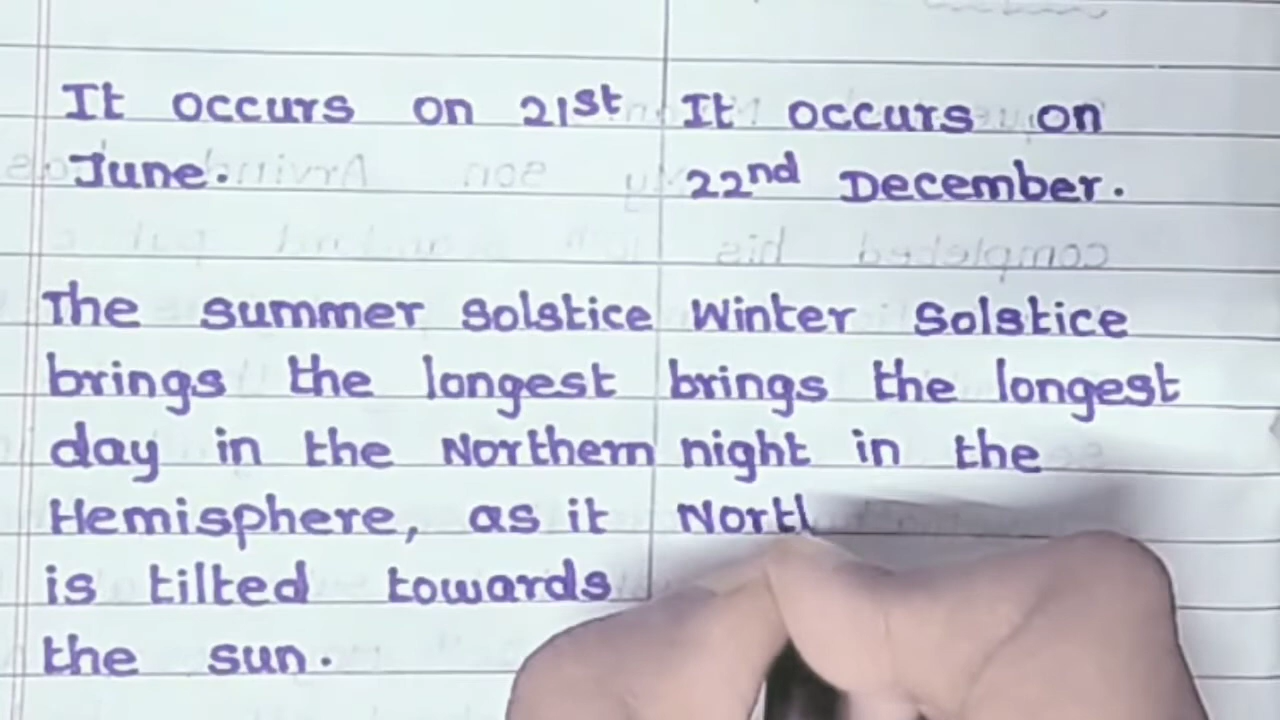 It occurs on 21st
June.
The summer solstice
brings the longest
day in the Northern
Hemisphere, as it
is tilted towards
the sun.
It occurs on
22nd December.
Winter Solstice
brings the longest
night in the
North